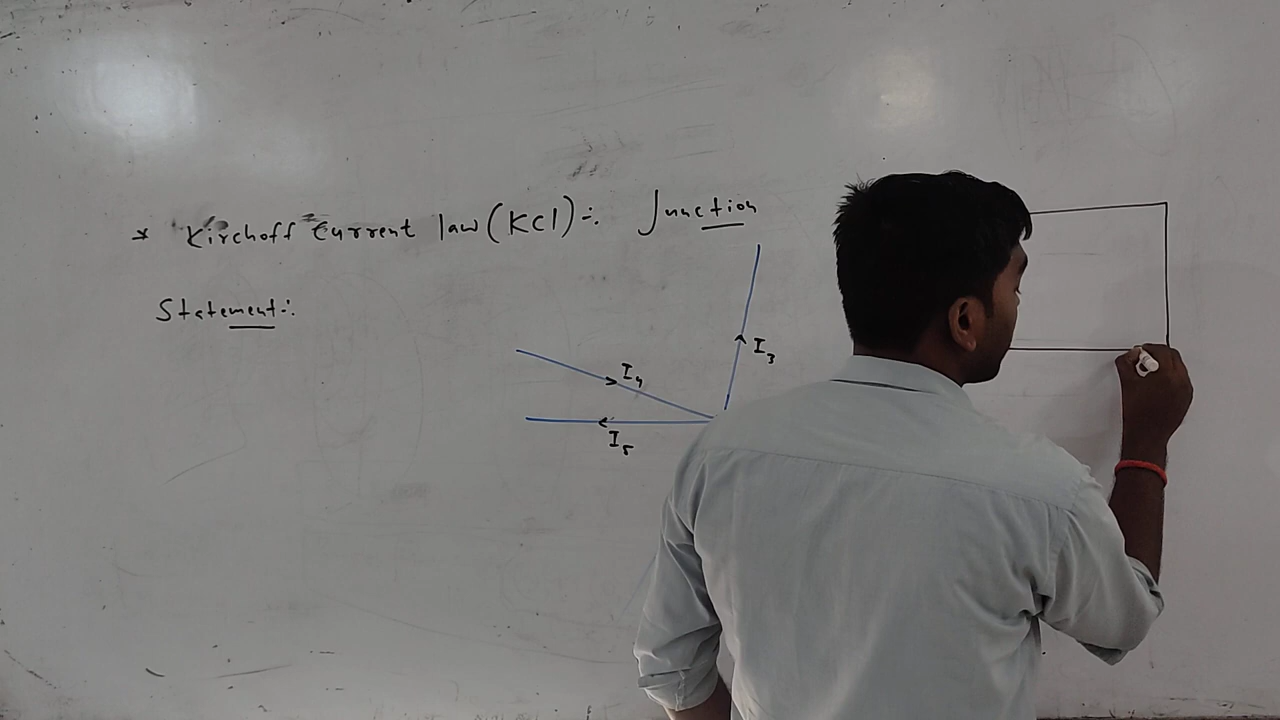 * Kirchoff Current law (KCl) :- Junction
Statement :-
I3
I4
I5